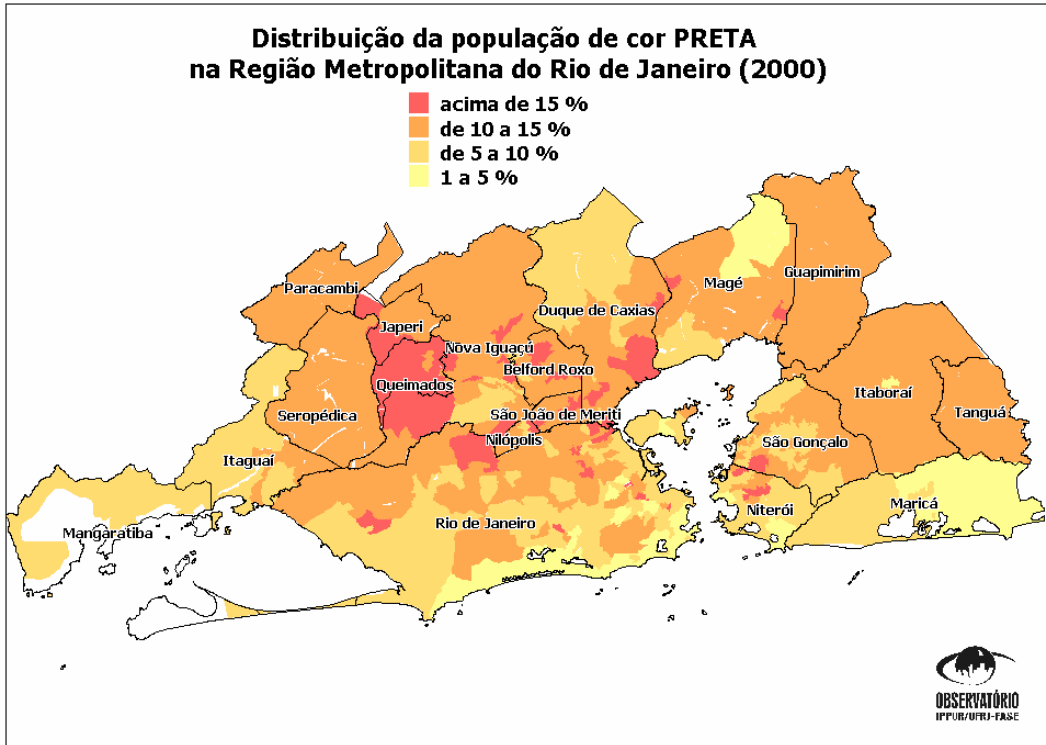 Distribuição da população de cor PRETA
na Região Metropolitana do Rio de Janeiro (2000)
acima de 15 %
de 10 a 15 %
de 5 a 10 %
1 a 5 %
Paracambi
Japeri
Nova Iguaçú
Duque de Caxias
Magé
Guapimirim
Queimados
Belford Roxo
Seropédica
São João de Meriti
Nilópolis
Itaboraí
Tanguá
São Gonçalo
Itaguaí
Mangaratiba
Rio de Janeiro
Niterói
Maricá
OBSERVATÓRIO
IPPUR/UFRJ-FASE